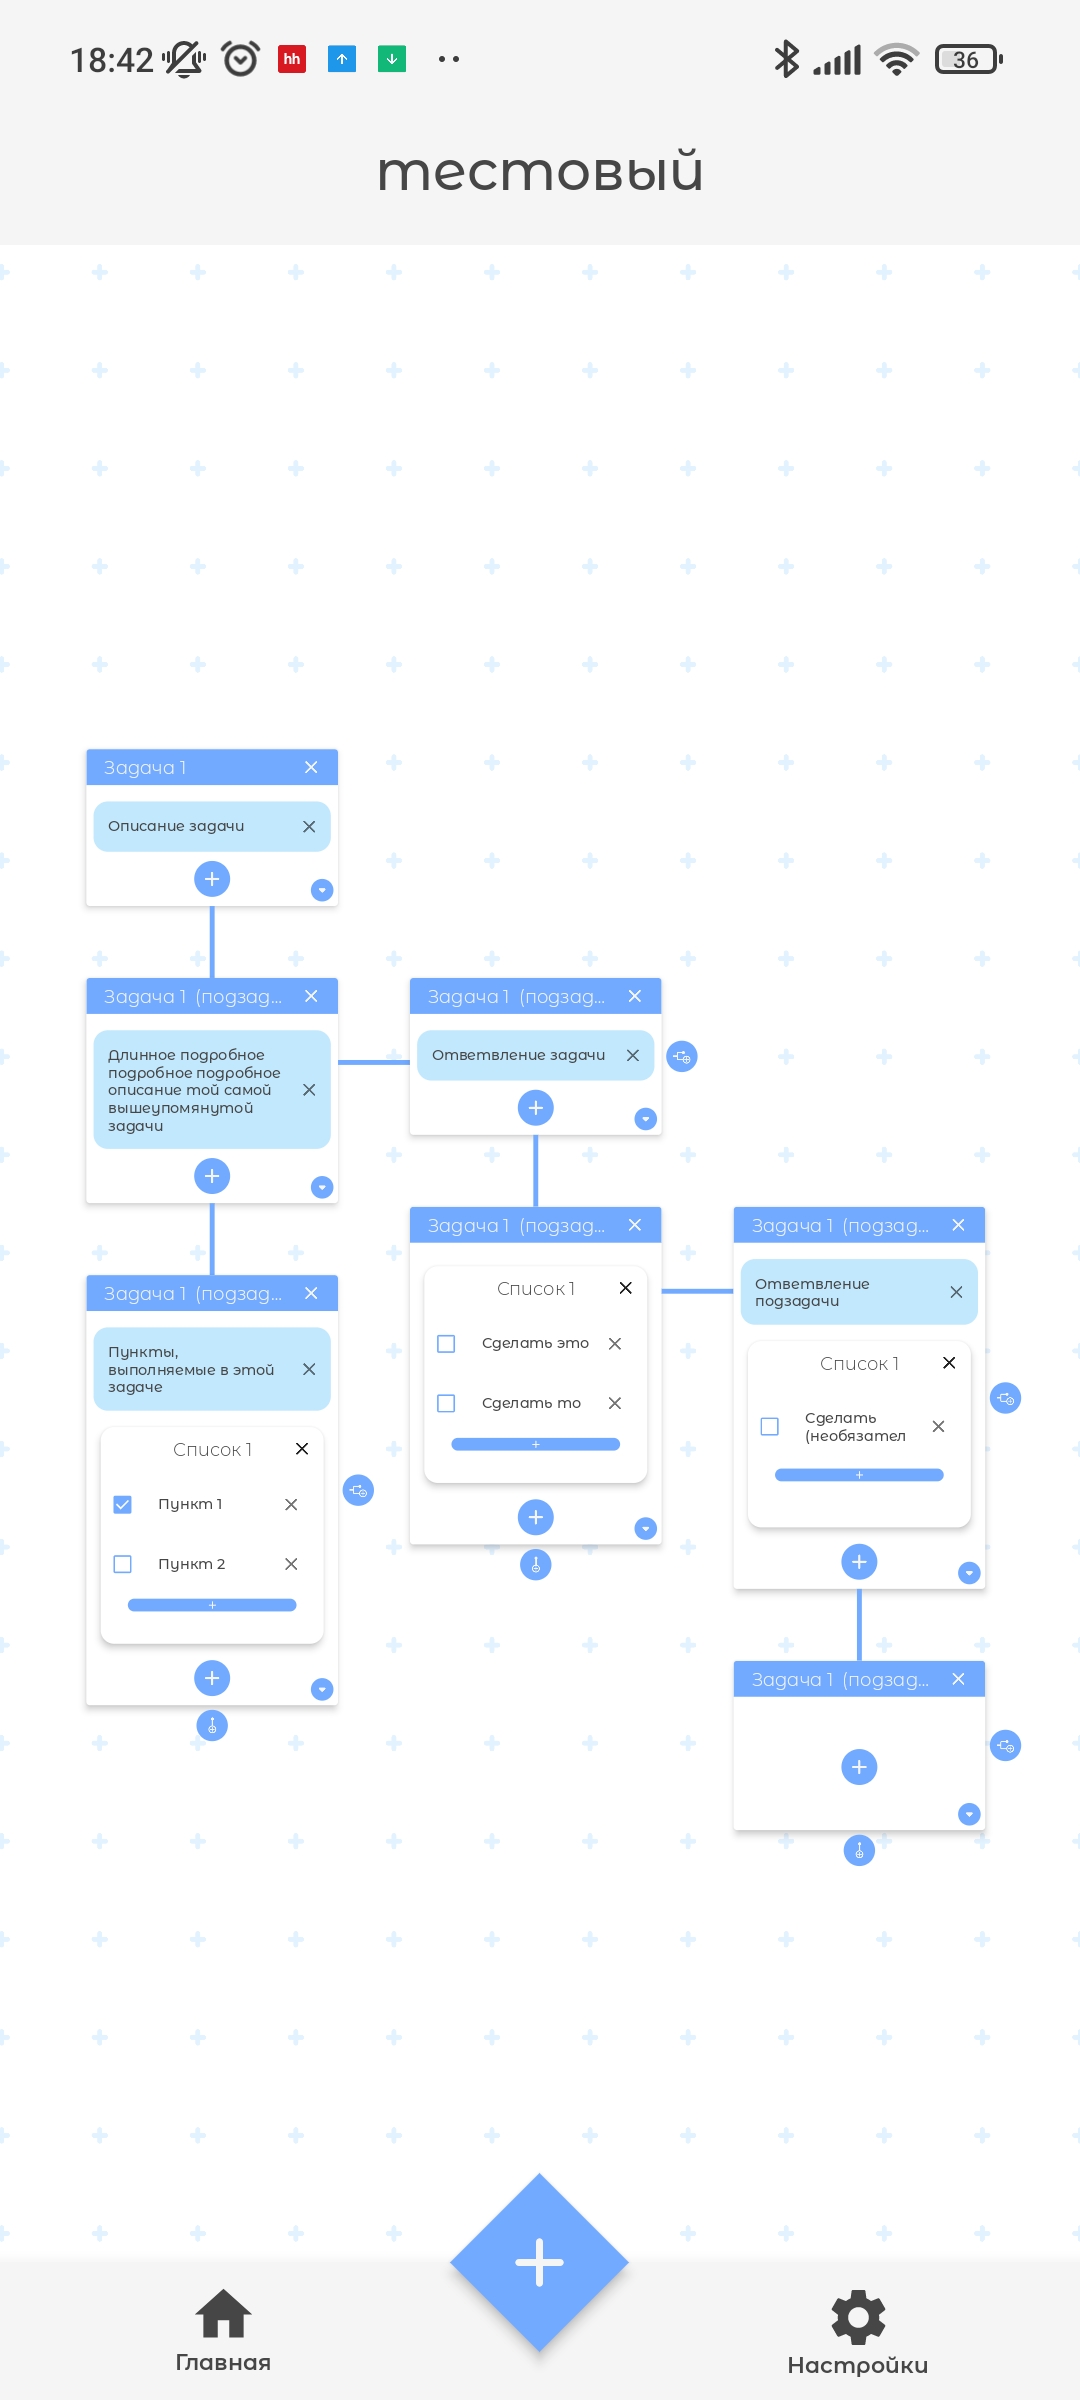 18:42
hh
36
тестовый
Задача 1
Описание задачи
Задача 1 (подзад...
Длинное подробное
подробное подробное
описание той самой
вышеупомянутой
задачи
Задача 1 (подзад...
Ответвление задачи
Задача 1 (подзад...
Пункты,
выполняемые в этой
задаче
Список 1
Пункт 1
Пункт 2
Задача 1 (подзад...
Список 1
Сделать это
Сделать то
Задача 1 (подзад...
Ответвление
подзадачи
Список 1
Сделать
(необязател
Задача 1 (подзад...
Главная
Настройки